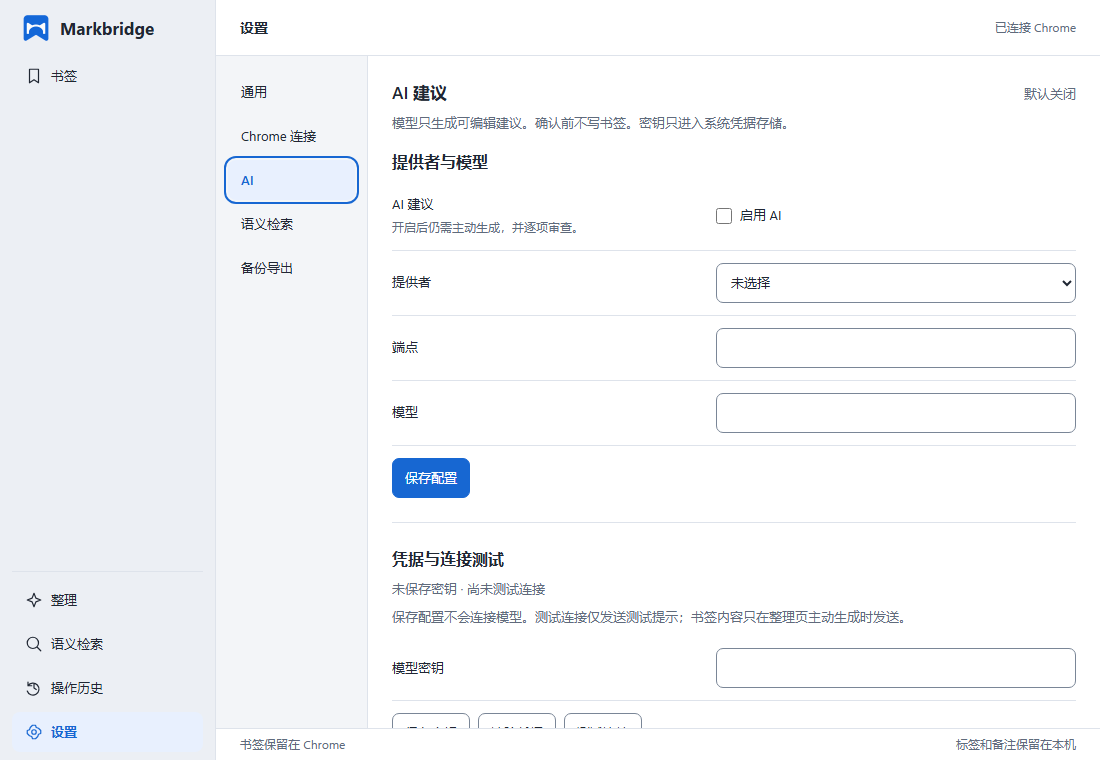 Markbridge
书签
整理
语义检索
操作历史
设置
设置
已连接 Chrome
通用
Chrome 连接
AI
语义检索
备份导出
AI 建议
默认关闭
模型只生成可编辑建议。确认前不写书签。密钥只进入系统凭据存储。
提供者与模型
AI 建议
开启后仍需主动生成，并逐项审查。
启用 AI
提供者
未选择
端点
模型
保存配置
凭据与连接测试
未保存密钥 · 尚未测试连接
保存配置不会连接模型。测试连接仅发送测试提示；书签内容只在整理页主动生成时发送。
模型密钥
书签保留在 Chrome
标签和备注保留在本机